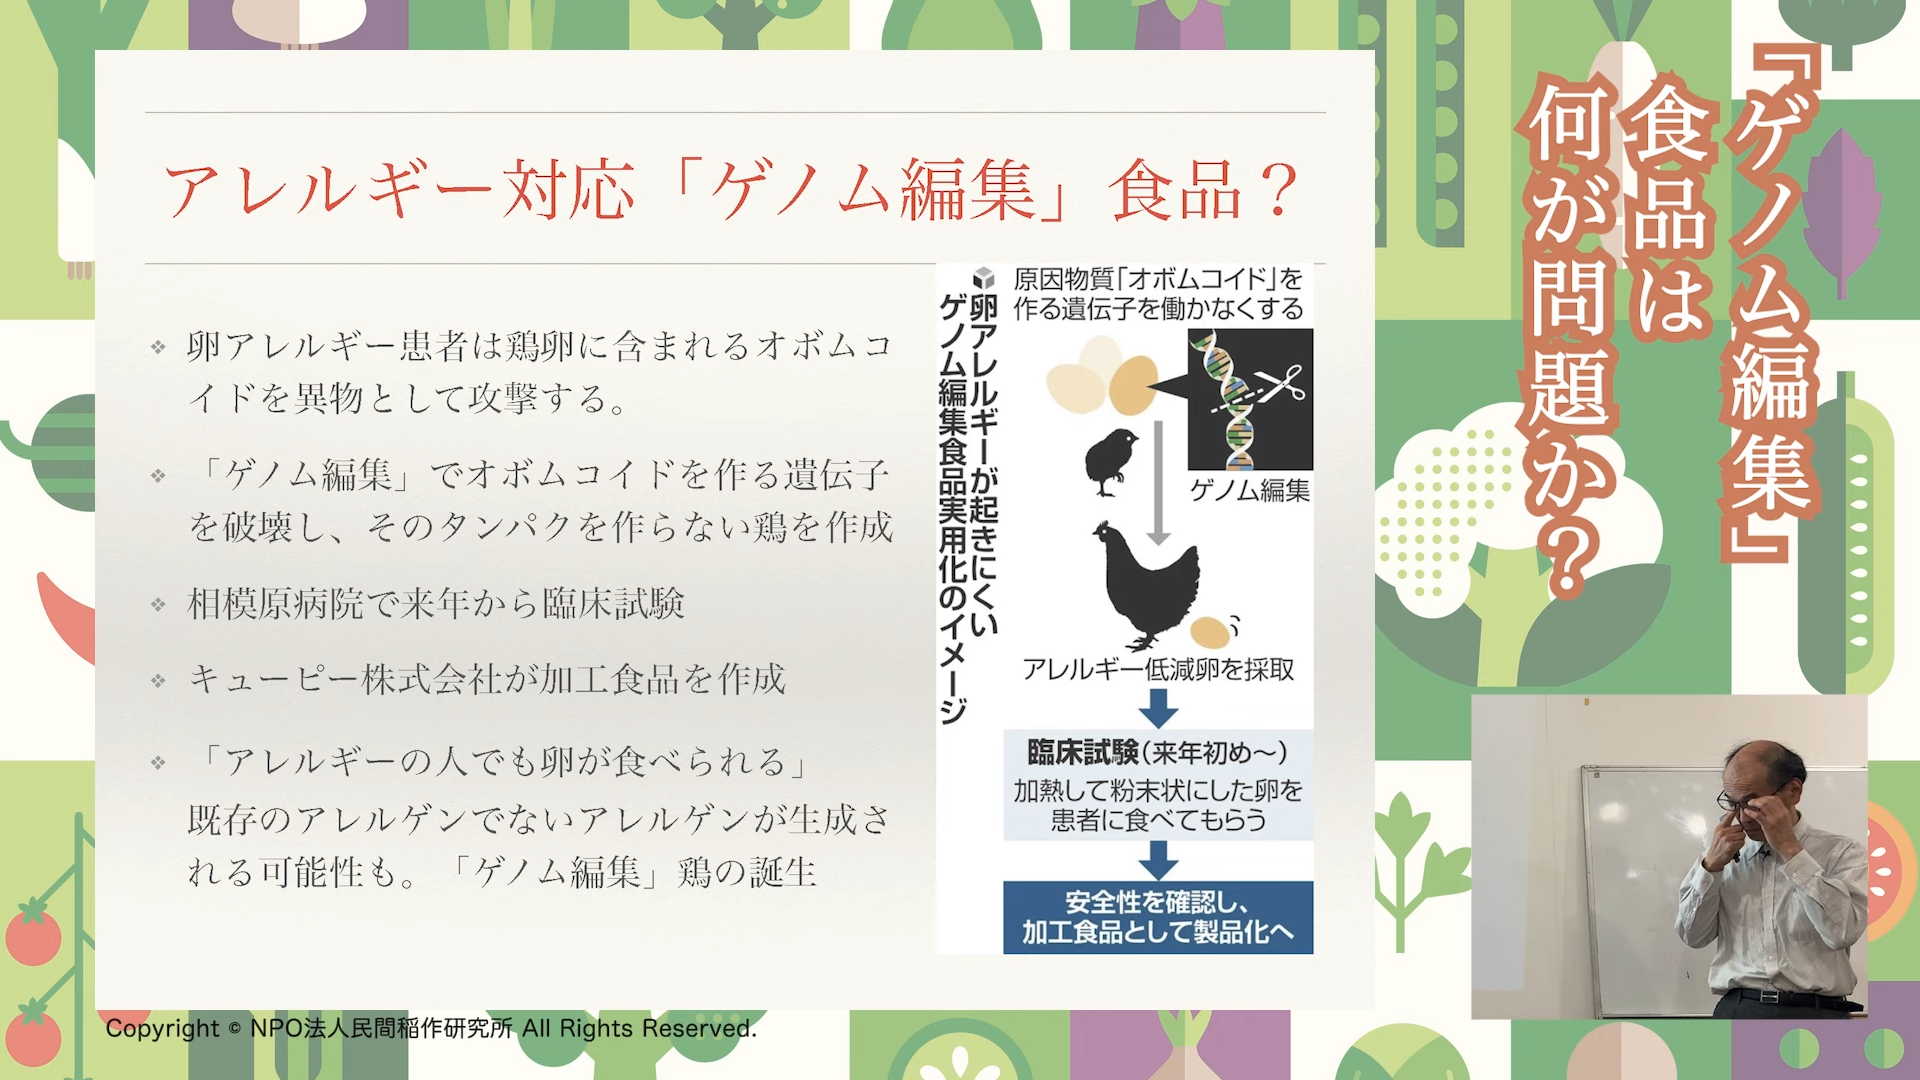 アレルギー対応「ゲノム編集」食品？
卵アレルギー患者は鶏卵に含まれるオボムコ
イドを異物として攻撃する。
「ゲノム編集」でオボムコイドを作る遺伝子
を破壊し、そのタンパクを作らない鶏を作成
相模原病院で来年から臨床試験
キューピー株式会社が加工食品を作成
「アレルギーの人でも卵が食べられる」
既存のアレルゲンでないアレルゲンが生成さ
れる可能性も。「ゲノム編集」鶏の誕生
卵アレルギーが起きにくい
ゲノム編集食品実用化のイメージ
原因物質「オボムコイド」を
作る遺伝子を働かなくする
ゲノム編集
アレルギー低減卵を採取
臨床試験（来年初め〜）
加熱して粉末状にした卵を
患者に食べてもらう
安全性を確認し、
加工食品として製品化へ
『ゲノム編集』
食品は
何が問題か？
Copyright © NPO法人民間稲作研究所 All Rights Reserved.